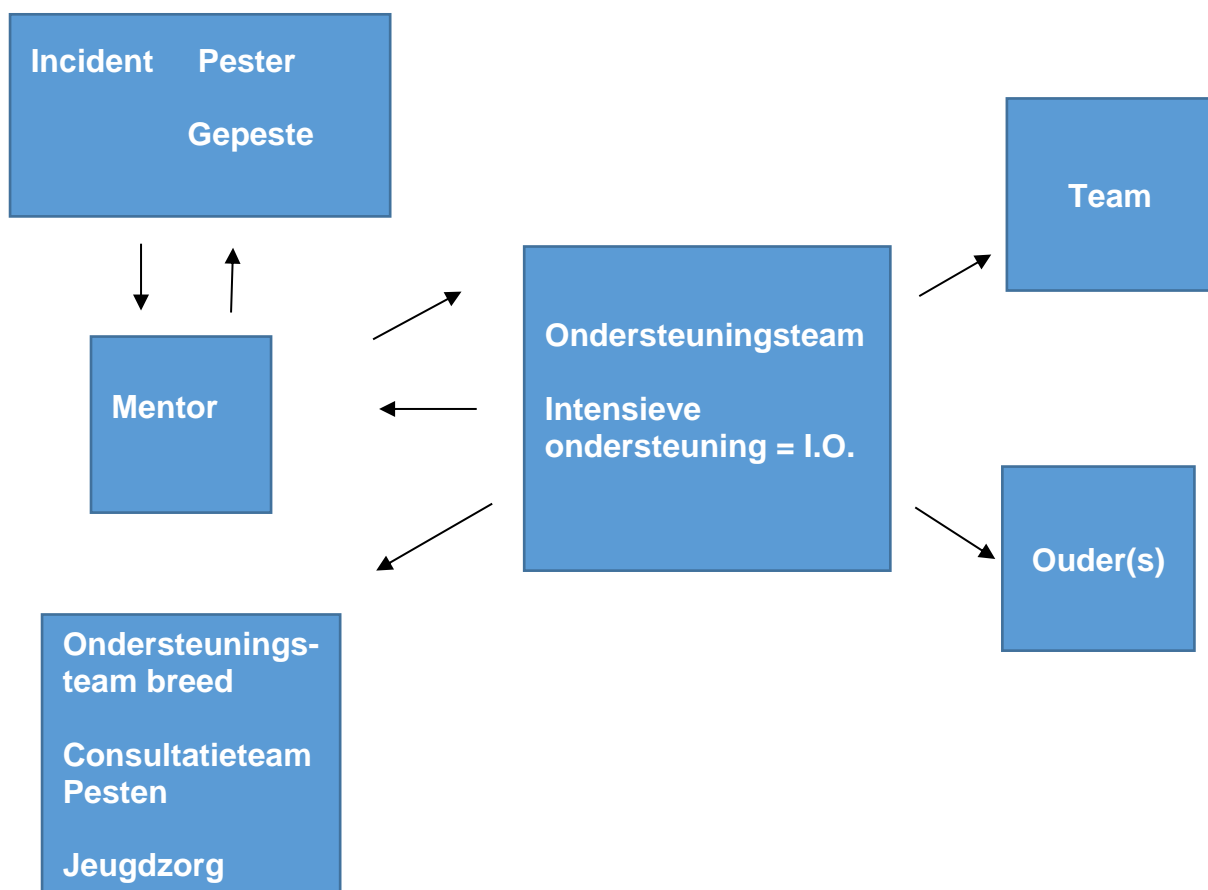 Incident Pester
Gepeste
Team
Ondersteuningsteam
Intensieve
ondersteuning = I.O.
Mentor
Ouder(s)
Ondersteunings-
team breed
Consultatieteam
Pesten
Jeugdzorg